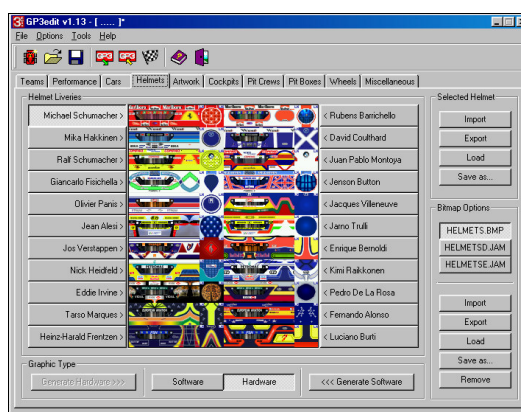 GP3edit v1.13 - [ ..... ]*
File Options Tools Help
Teams Performance Cars Helmets Artwork Cockpits Pit Crews Pit Boxes Wheels Miscellaneous
Helmet Liveries
Michael Schumacher > < Rubens Barrichello
Mika Hakkinen > < David Coulthard
Ralf Schumacher > < Juan Pablo Montoya
Giancarlo Fisichella > < Jenson Button
Olivier Panis > < Jacques Villeneuve
Jean Alesi > < Jarno Trulli
Jos Verstappen > < Enrique Bernoldi
Nick Heidfeld > < Kimi Raikkonen
Eddie Irvine > < Pedro De La Rosa
Tarso Marques > < Fernando Alonso
Heinz-Harald Frentzen > < Luciano Burti
Graphic Type
Generate Hardware >>> Software Hardware <<< Generate Software
Selected Helmet
Import
Export
Load
Save as...
Bitmap Options
HELMETS.BMP
HELMETSD.JAM
HELMETSE.JAM
Import
Export
Load
Save as...
Remove